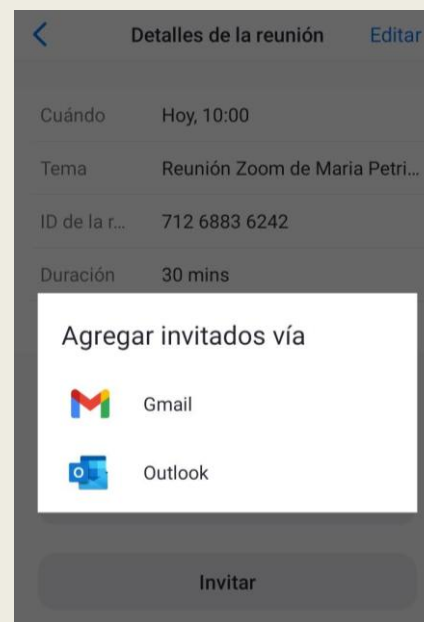 Detalles de la reunión Editar
Cuándo Hoy, 10:00
Tema Reunión Zoom de Maria Petri...
ID de la r... 712 6883 6242
Duración 30 mins
Agregar invitados vía
Gmail
Outlook
Invitar